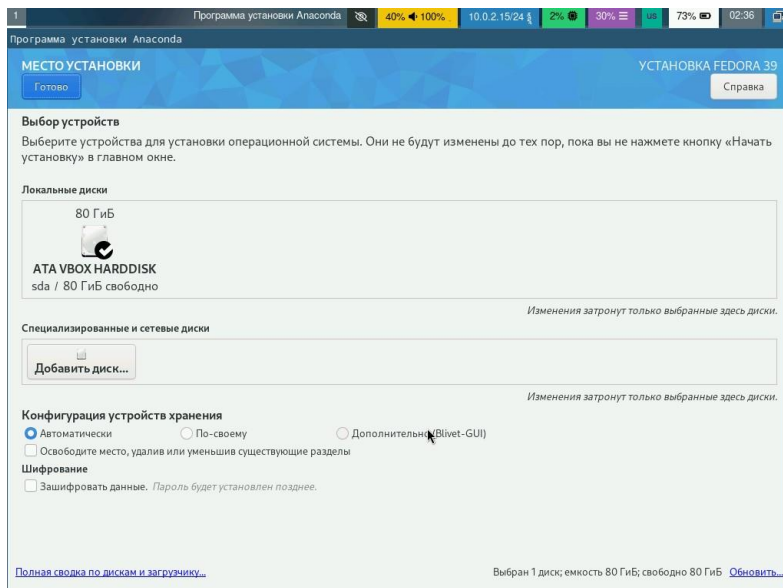 1 Программа установки Anaconda 40% 100% 10.0.2.15/24 2% 30% us 73% 02:36
Программа установки Anaconda
МЕСТО УСТАНОВКИ УСТАНОВКА FEDORA 39
Готово Справка
Выбор устройств
Выберите устройства для установки операционной системы. Они не будут изменены до тех пор, пока вы не нажмете кнопку «Начать
установку» в главном окне.
Локальные диски
80 ГиБ
ATA VBOX HARDDISK
sda / 80 ГиБ свободно
Изменения затронут только выбранные здесь диски.
Специализированные и сетевые диски
Добавить диск...
Изменения затронут только выбранные здесь диски.
Конфигурация устройств хранения
Автоматически По-своему Дополнительно (Blivet-GUI)
Освободите место, удалив или уменьшив существующие разделы
Шифрование
Зашифровать данные. Пароль будет установлен позднее.
Полная сводка по дискам и загрузчику... Выбран 1 диск; емкость 80 ГиБ; свободно 80 ГиБ Обновить...